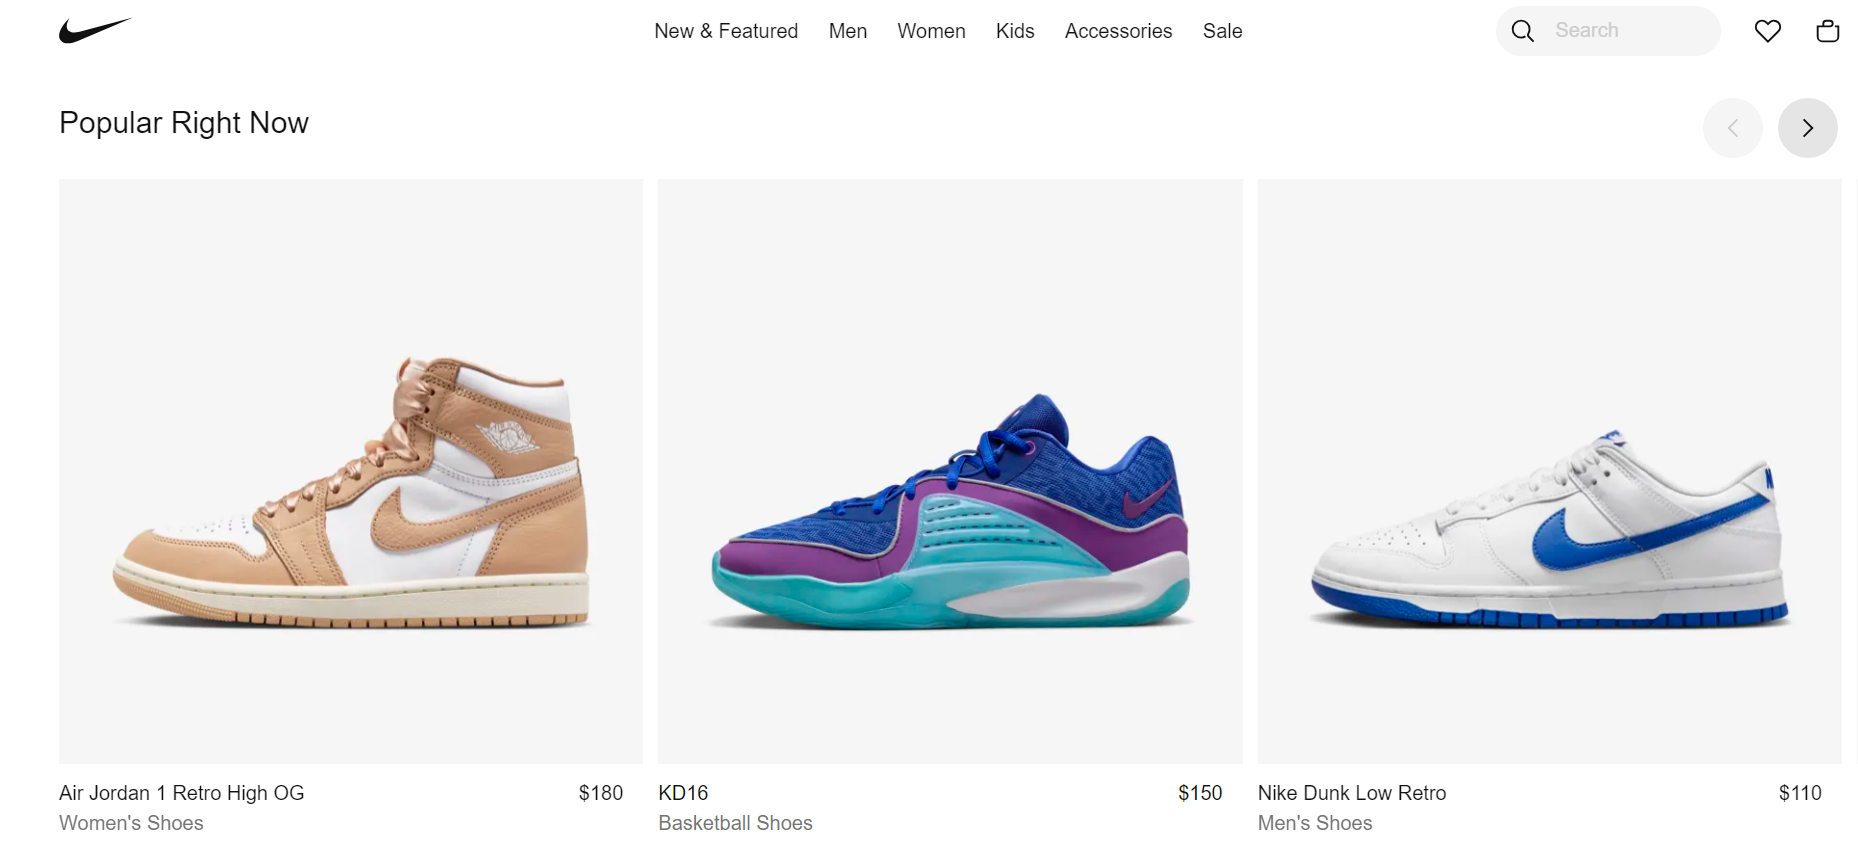 New & Featured Men Women Kids Accessories Sale Search
Popular Right Now
Air Jordan 1 Retro High OG $180
Women's Shoes
KD16 $150
Basketball Shoes
Nike Dunk Low Retro $110
Men's Shoes